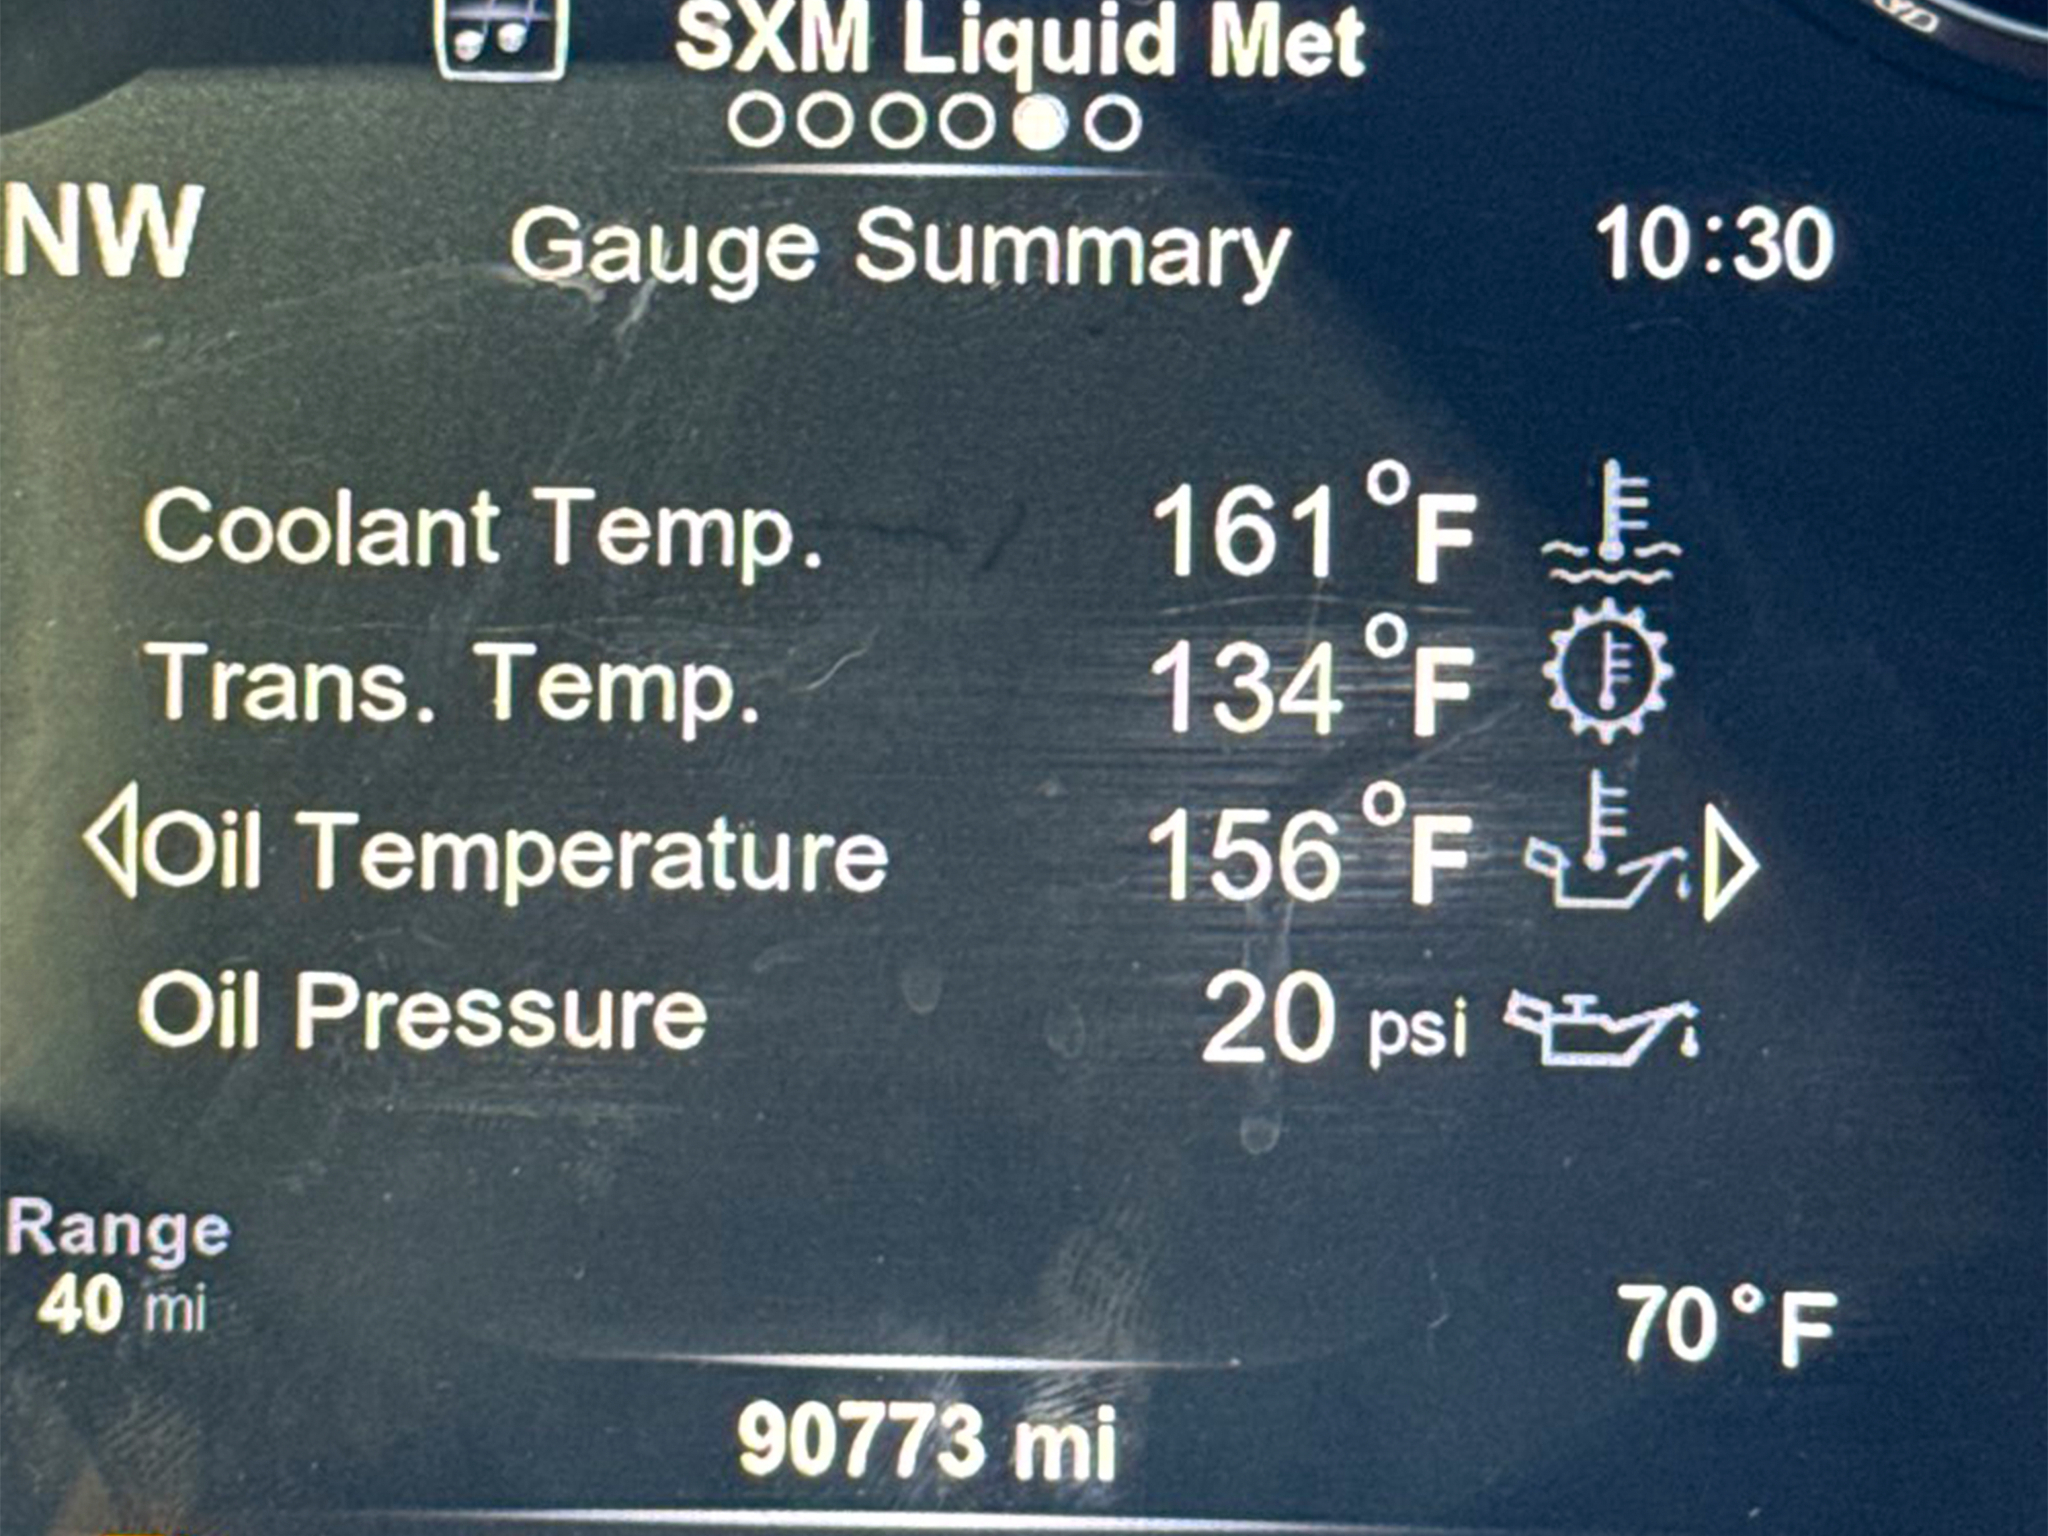 SXM Liquid Met
NW
Gauge Summary
10:30
Coolant Temp. 161°F
Trans. Temp. 134°F
Oil Temperature 156°F
Oil Pressure 20 psi
Range
40 mi
70°F
90773 mi